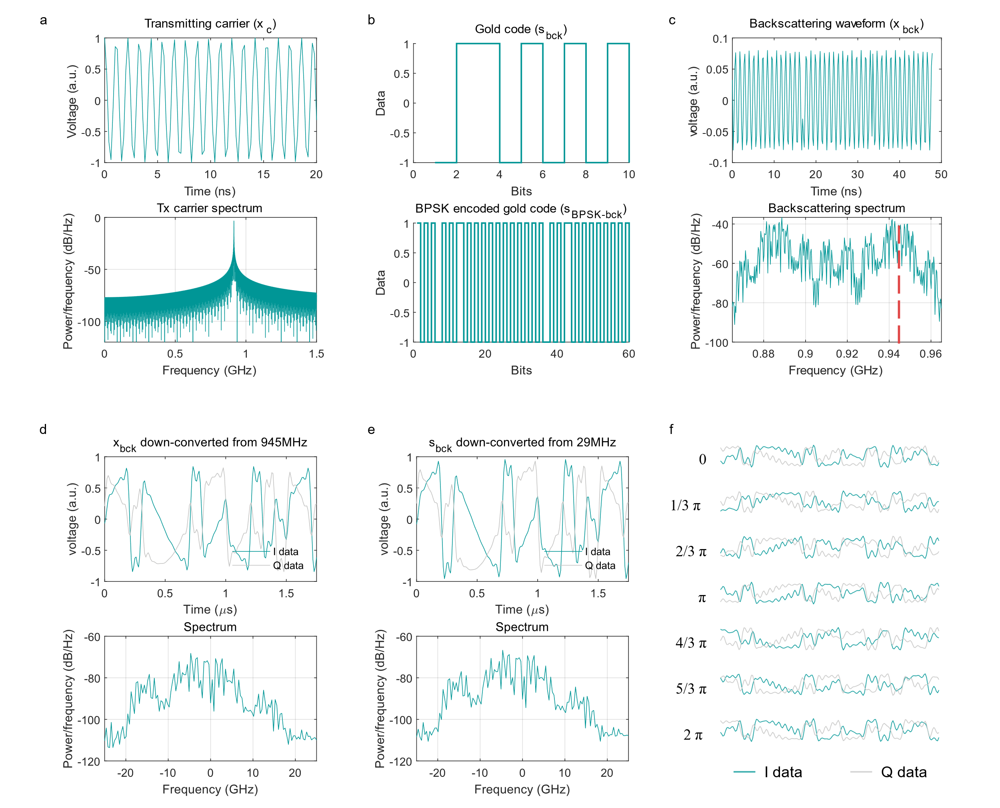 a
Transmitting carrier (x c)
Voltage (a.u.)
1
0.5
0
-0.5
-1
0 5 10 15 20
Time (ns)
Tx carrier spectrum
Power/frequency (dB/Hz)
0
-50
-100
0 0.5 1 1.5
Frequency (GHz)
b
Gold code (s bck)
Data
1
0.5
0
-0.5
-1
0 2 4 6 8 10
Bits
BPSK encoded gold code (s BPSK-bck)
Data
1
0.5
0
-0.5
-1
0 20 40 60
Bits
c
Backscattering waveform (x bck)
voltage (a.u.)
0.1
0.05
0
-0.05
-0.1
0 10 20 30 40 50
Time (ns)
Backscattering spectrum
Power/frequency (dB/Hz)
-40
-60
-80
-100
0.88 0.9 0.92 0.94 0.96
Frequency (GHz)
d
x bck down-converted from 945MHz
voltage (a.u.)
1
0.5
0
-0.5
-1
I data
Q data
0 0.5 1 1.5
Time (μs)
Spectrum
Power/frequency (dB/Hz)
-60
-80
-100
-120
-20 -10 0 10 20
Frequency (GHz)
e
s bck down-converted from 29MHz
voltage (a.u.)
1
0.5
0
-0.5
-1
I data
Q data
0 0.5 1 1.5
Time (μs)
Spectrum
Power/frequency (dB/Hz)
-60
-80
-100
-120
-20 -10 0 10 20
Frequency (GHz)
f
0
1/3 π
2/3 π
π
4/3 π
5/3 π
2 π
I data Q data